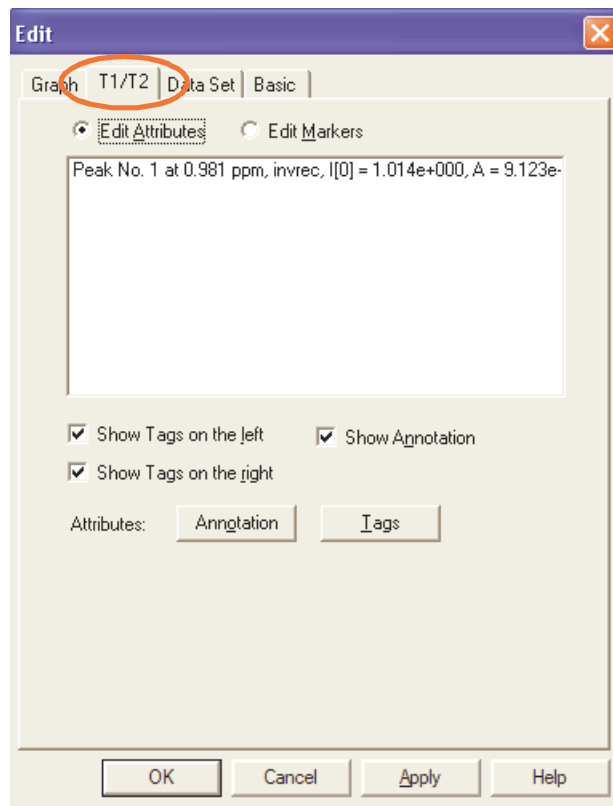 Edit
Graph T1/T2 Data Set Basic
Edit Attributes Edit Markers
Peak No. 1 at 0.981 ppm, invrec, I[0] = 1.014e+000, A = 9.123e-
Show Tags on the left Show Annotation
Show Tags on the right
Attributes: Annotation Tags
OK Cancel Apply Help